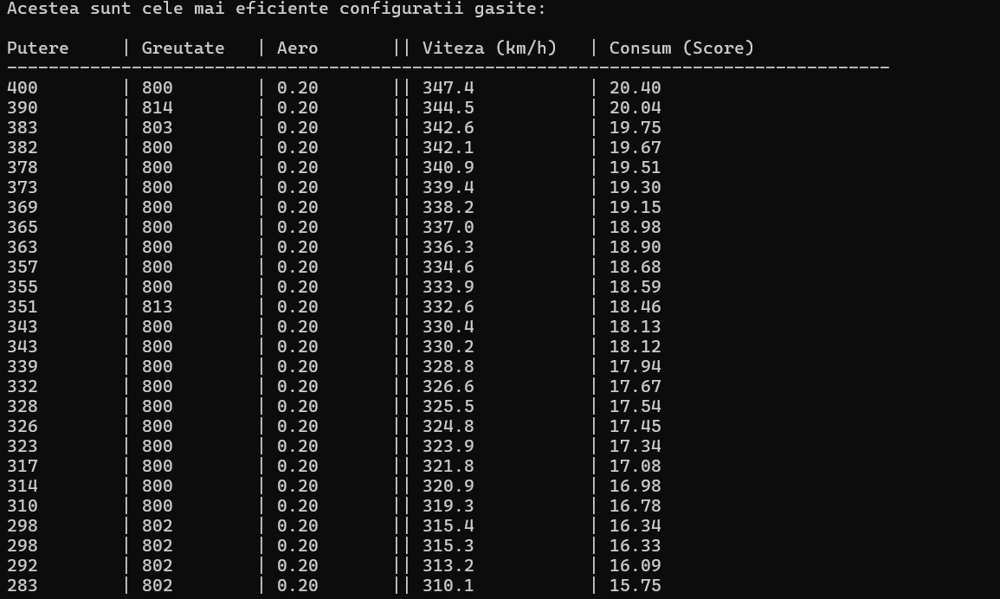 Acestea sunt cele mai eficiente configuratii gasite:
Putere | Greutate | Aero || Viteza (km/h) | Consum (Score)
-------------------------------------------------------------------------------------
400 | 800 | 0.20 || 347.4 | 20.40
390 | 814 | 0.20 || 344.5 | 20.04
383 | 803 | 0.20 || 342.6 | 19.75
382 | 800 | 0.20 || 342.1 | 19.67
378 | 800 | 0.20 || 340.9 | 19.51
373 | 800 | 0.20 || 339.4 | 19.30
369 | 800 | 0.20 || 338.2 | 19.15
365 | 800 | 0.20 || 337.0 | 18.98
363 | 800 | 0.20 || 336.3 | 18.90
357 | 800 | 0.20 || 334.6 | 18.68
355 | 800 | 0.20 || 333.9 | 18.59
351 | 813 | 0.20 || 332.6 | 18.46
343 | 800 | 0.20 || 330.4 | 18.13
343 | 800 | 0.20 || 330.2 | 18.12
339 | 800 | 0.20 || 328.8 | 17.94
332 | 800 | 0.20 || 326.6 | 17.67
328 | 800 | 0.20 || 325.5 | 17.54
326 | 800 | 0.20 || 324.8 | 17.45
323 | 800 | 0.20 || 323.9 | 17.34
317 | 800 | 0.20 || 321.8 | 17.08
314 | 800 | 0.20 || 320.9 | 16.98
310 | 800 | 0.20 || 319.3 | 16.78
298 | 802 | 0.20 || 315.4 | 16.34
298 | 802 | 0.20 || 315.3 | 16.33
292 | 802 | 0.20 || 313.2 | 16.09
283 | 802 | 0.20 || 310.1 | 15.75